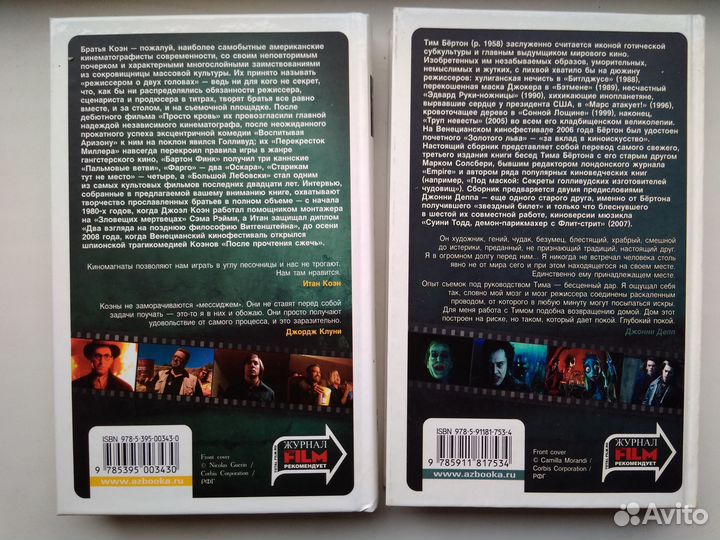 Братья Коэн — пожалуй, наиболее самобытные американские
кинематографисты современности, со своим неповторимым
почерком и характерными многослойными заимствованиями
из сокровищницы массовой культуры. Их принято называть
«режиссером о двух головах» — ведь ни для кого не секрет,
что, как бы ни распределялись обязанности режиссера,
сценариста и продюсера в титрах, творят братья все равно
вместе, и за столом, и на съемочной площадке. После
дебютного фильма «Просто кровь» их провозгласили главной
надеждой независимого кинематографа; после неожиданного
прокатного успеха эксцентричной комедии «Воспитывая
Аризону» к ним на поклон явился Голливуд; их «Перекресток
Миллера» навсегда перекроил правила игры в жанре
гангстерского кино, «Бартон Финк» получил три каннские
«Пальмовые ветви», «Фарго» — два «Оскара», «Старикам
тут не место» — четыре, а «Большой Лебовски» стал одним
из самых культовых фильмов последних двадцати лет. Интервью,
собранные в предлагаемой вашему вниманию книге, охватывают
творчество прославленных братьев в полном объеме — с начала
1980-х годов, когда Джоэл Коэн работал помощником монтажера
на «Зловещих мертвецах» Сэма Рэйми, а Итан защищал диплом
«Два взгляда на позднюю философию Витгенштейна», до осени
2008 года, когда Венецианский кинофестиваль открылся
шпионской трагикомедией Коэнов "После прочтения сжечь».
Киномагнаты позволяют нам играть в углу песочницы и нас не трогают.
Нам там нравится.
Итан Коэн
Коэны не заморачиваются «мессиджем». Они не ставят перед собой
задачи поучать — это-то я в них и обожаю. Они просто получают
удовольствие от самого процесса, и это заразительно.
Джордж Клуни
ISBN 978-5-395-00343-0
9 785395 003430
www.azbooka.ru
Front cover
© Nicolas Guerin /
Corbis Corporation /
РФГ
ЖУРНАЛ
TOTAL FILM
РЕКОМЕНДУЕТ
Тим Бёртон (р. 1958) заслуженно считается иконой готической
субкультуры и главным выдумщиком мирового кино.
Изобретенных им незабываемых образов, уморительных,
немыслимых и жутких, с лихвой хватило бы на дюжину
режиссеров: хулиганская нечисть в «Битлджусе» (1988),
перекошенная маска Джокера в «Бэтмене» (1989), несчастный
"Эдвард Руки-ножницы» (1990), хихикающие инопланетяне,
вырвавшие сердце у президента США, в «Марс атакует!» (1996),
кровоточащее дерево в «Сонной Лощине» (1999), наконец,
«Труп невесты» (2005) во всем его кладбищенском великолепии.
На Венецианском кинофестивале 2006 года Бёртон был удостоен
почетного «Золотого льва» — «за вклад в киноискусство».
Настоящий сборник представляет собой перевод самого свежего,
третьего издания книги бесед Тима Бёртона с его старым другом
Марком Солсбери, бывшим редактором лондонского журнала
«Empire» и автором ряда популярных киноведческих книг
(например, «Под маской: Секреты голливудских изготовителей
чудовищ»). Сборник предваряется двумя предисловиями
Джонни Деппа — еще одного старого друга, именно от Бёртона
получившего «звездный билет» и только что блеснувшего
в шестой их совместной работе, киноверсии мюзикла
«Суини Тодд, демон-парикмахер с Флит-стрит» (2007).
Он художник, гений, чудак, безумец, блестящий, храбрый, смешной
до истерики, преданный, не признающий традиций, настоящий друг.
Я в огромном долгу перед ним... Я никогда не встречал человека столь
явно не от мира сего и при этом находящегося на своем месте.
Единственно ему принадлежащем месте.
Опыт съемок под руководством Тима — бесценный дар. Я ощущал себя
так, словно мой мозг и мозг режиссера соединены раскаленным
проводом, от которого в любую минуту могут посыпаться искры.
Для меня работа с Тимом подобна возвращению домой. Дом этот
построен на риске, но таком, который дает покой. Глубокий покой.
Джонни Депп
ISBN 978-5-91181-753-4
9 785911 817534
www.azbooka.ru
Front cover
© Camilla Morandi /
Corbis Corporation /
РФГ
ЖУРНАЛ
TOTAL FILM
РЕКОМЕНДУЕТ
Avito